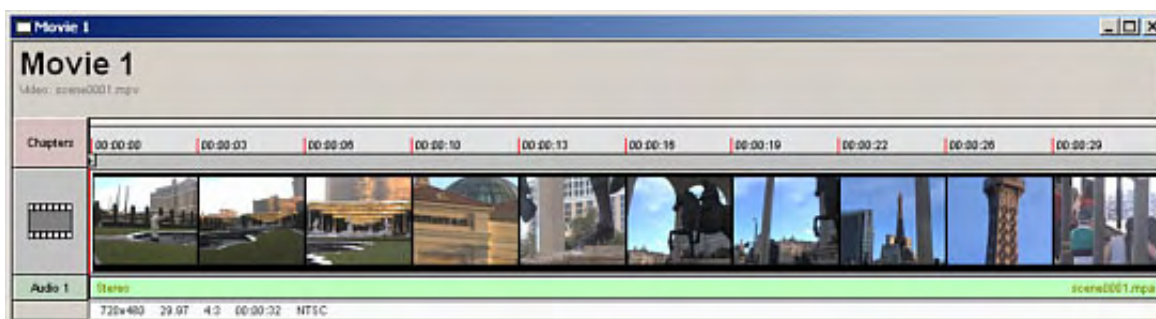 Movie 1
Movie 1
Video: scene0001.mpv
Chapters 00:00:00 00:00:03 00:00:06 00:00:10 00:00:13 00:00:16 00:00:19 00:00:22 00:00:26 00:00:29
Audio 1 Stereo scene0001.mpa
720x480 29.97 4:3 00:00:32 NTSC